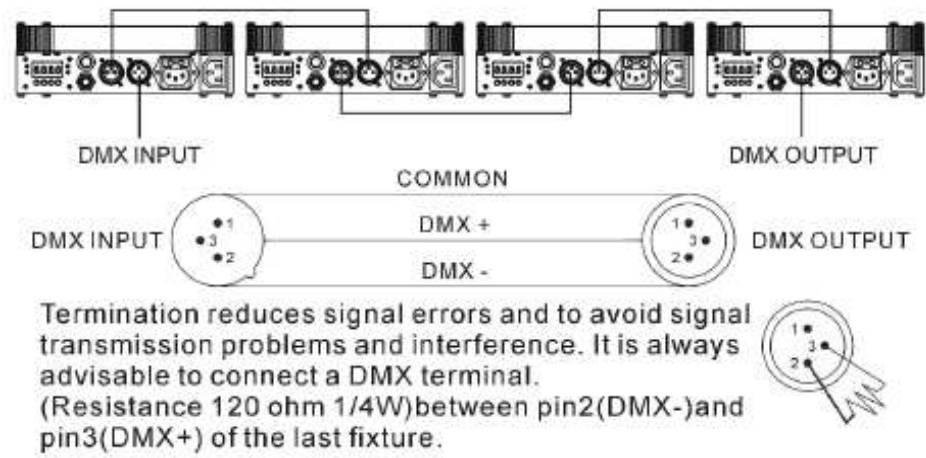 DMX INPUT
DMX OUTPUT
COMMON
DMX INPUT
1
3
2
DMX +
1
3
2
DMX OUTPUT
DMX -
Termination reduces signal errors and to avoid signal
transmission problems and interference. It is always
advisable to connect a DMX terminal.
(Resistance 120 ohm 1/4W)between pin2(DMX-)and
pin3(DMX+) of the last fixture.
1
3
2